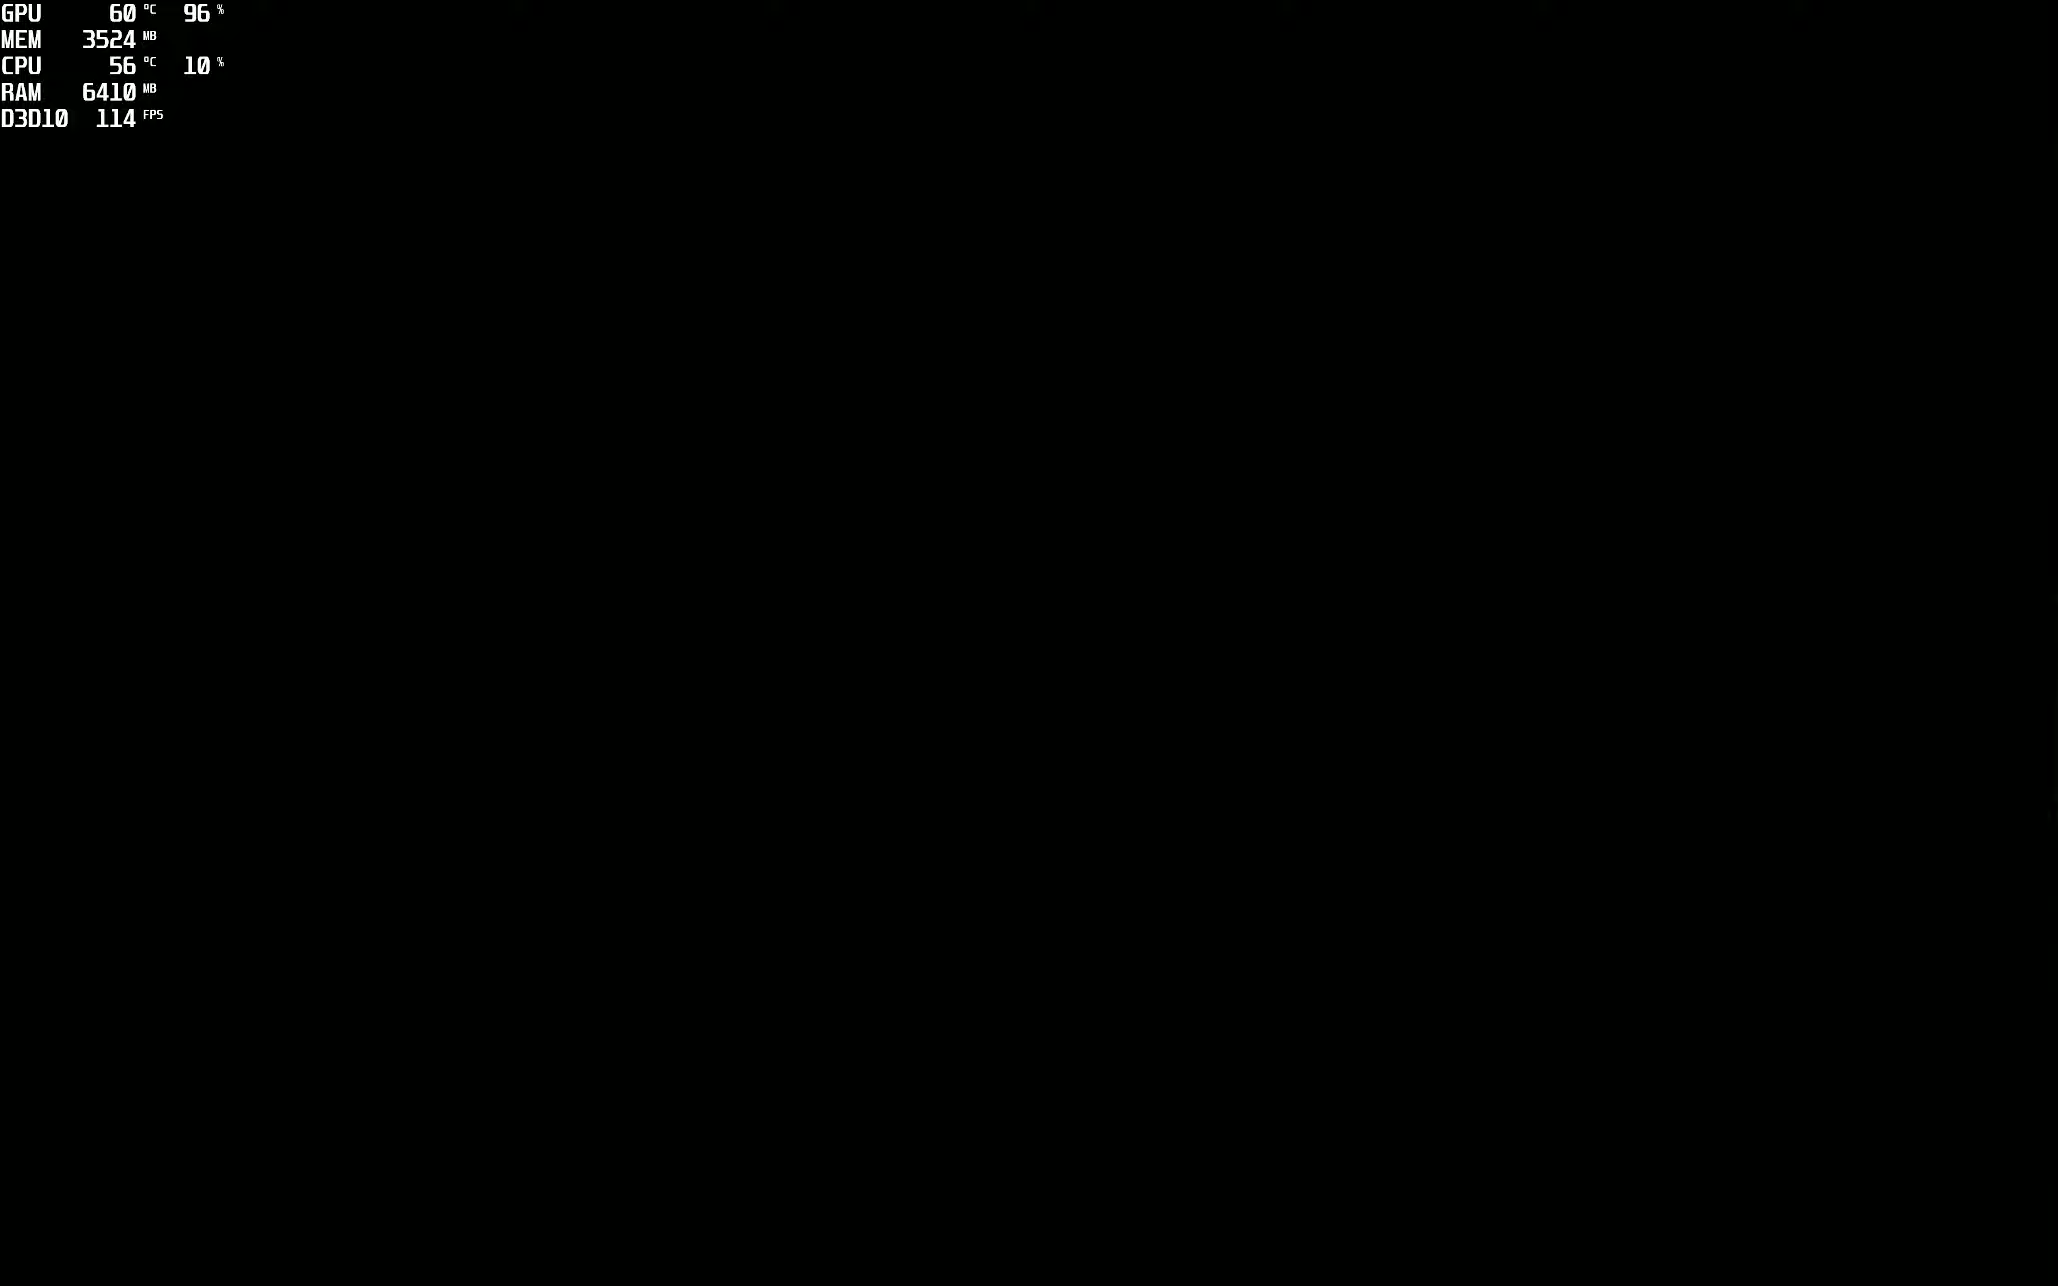 GPU 60 °C 96 %
MEM 3524 MB
CPU 56 °C 10 %
RAM 6410 MB
D3D10 114 FPS